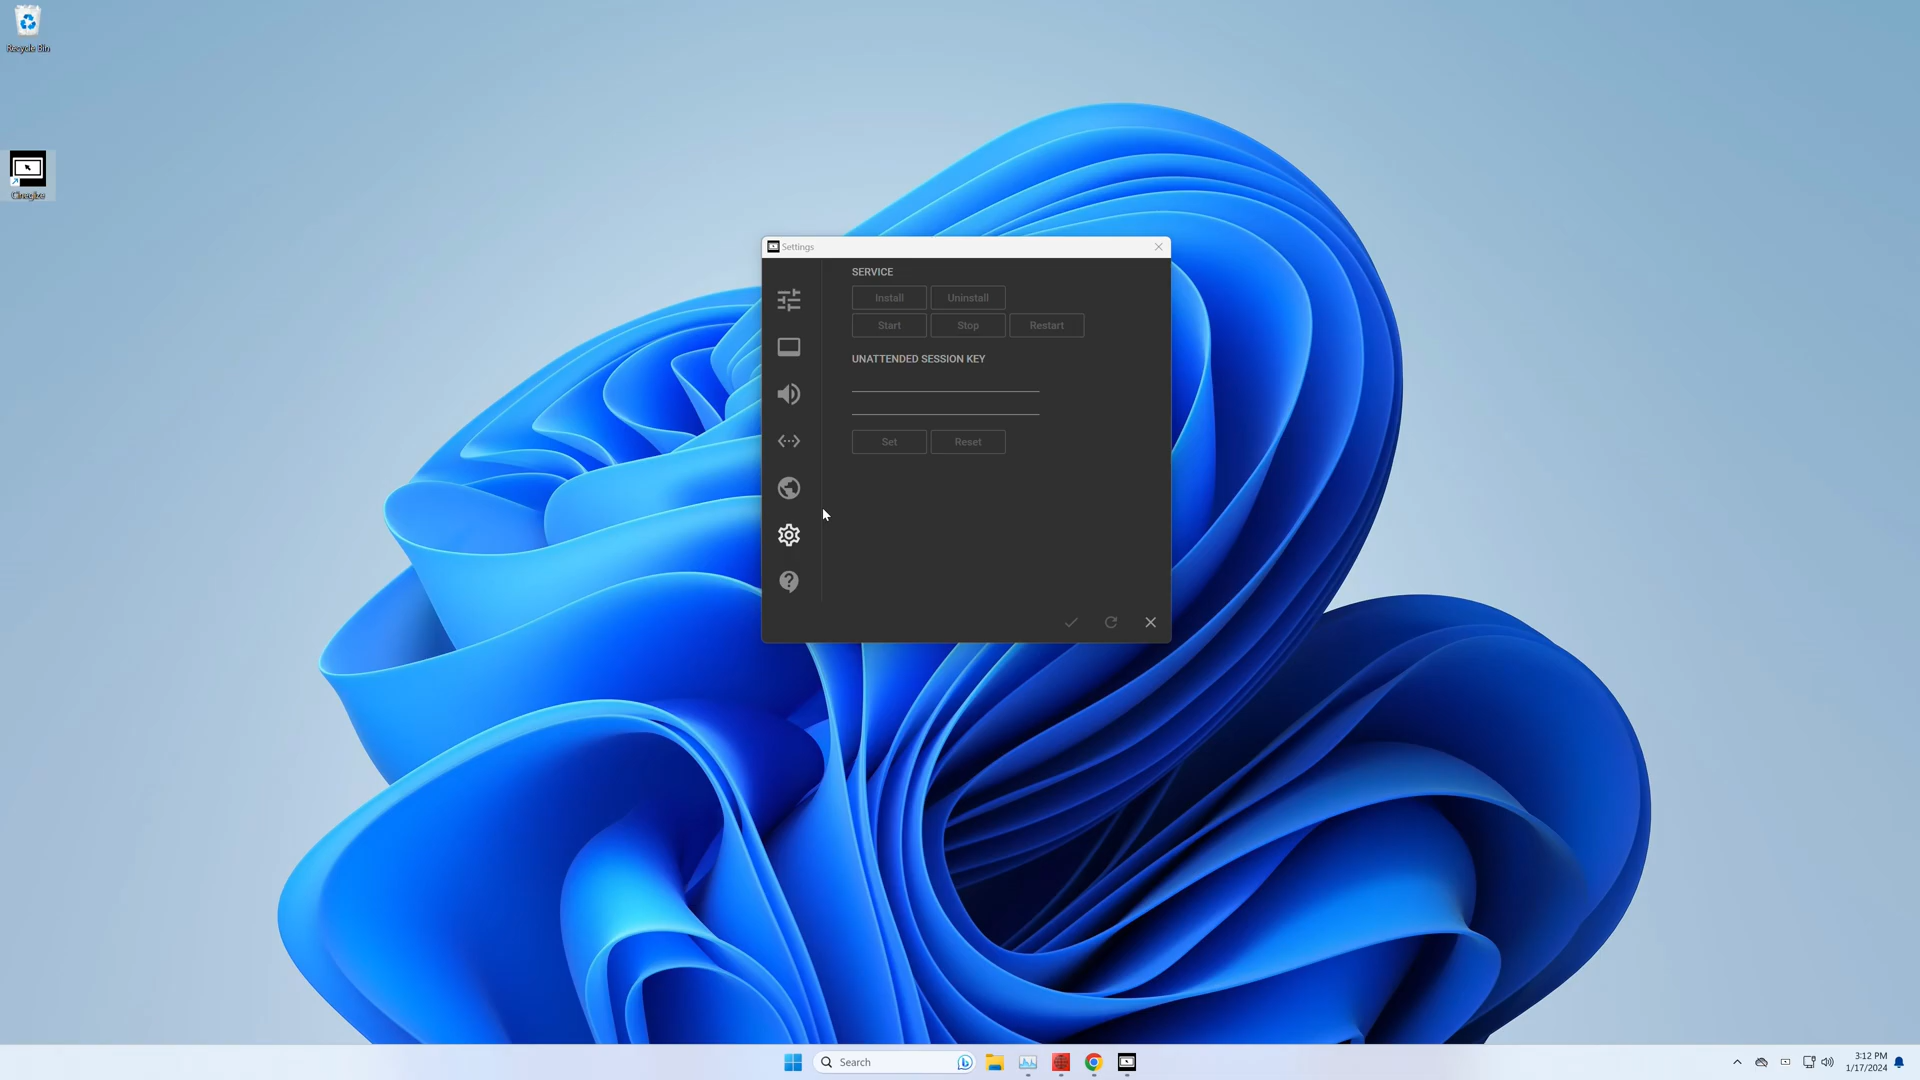 Recycle Bin
Cinegize
Settings
SERVICE
Install
Uninstall
Start
Stop
Restart
UNATTENDED SESSION KEY
Set
Reset
Search
3:12 PM
1/17/2024